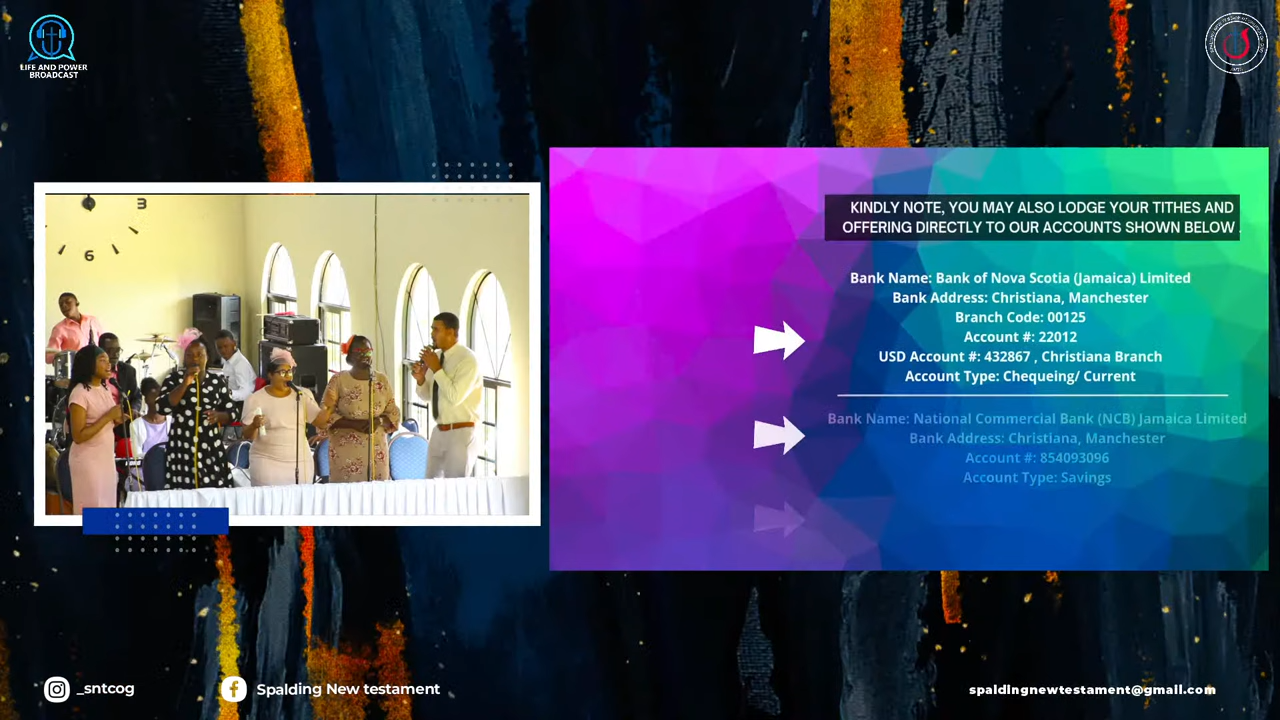 LIFE AND POWER
BROADCAST
3
6
KINDLY NOTE, YOU MAY ALSO LODGE YOUR TITHES AND
OFFERING DIRECTLY TO OUR ACCOUNTS SHOWN BELOW .
Bank Name: Bank of Nova Scotia (Jamaica) Limited
Bank Address: Christiana, Manchester
Branch Code: 00125
Account #: 22012
USD Account #: 432867 , Christiana Branch
Account Type: Chequeing/ Current
Bank Name: National Commercial Bank (NCB) Jamaica Limited
Bank Address: Christiana, Manchester
Account #: 854093096
Account Type: Savings
_sntcog
Spalding New testament
spaldingnewtestament@gmail.com